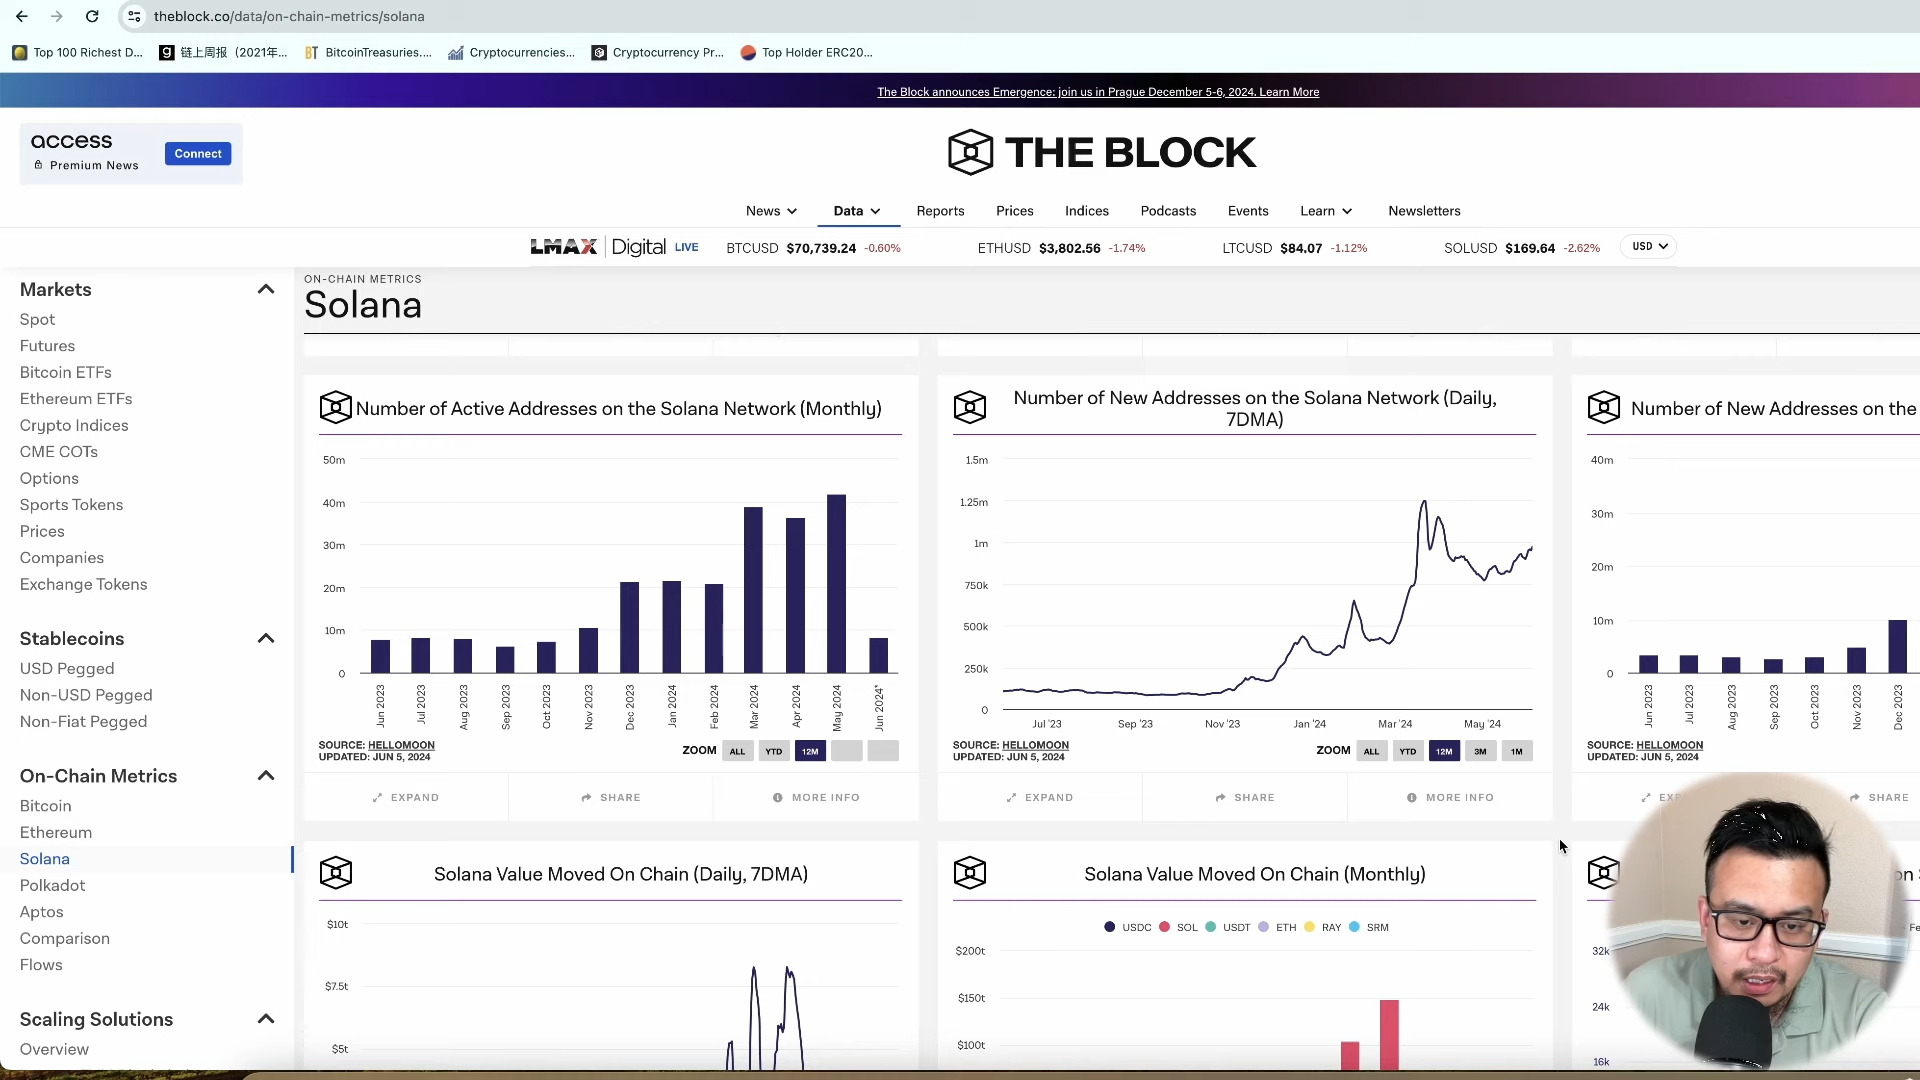 theblock.co/data/on-chain-metrics/solana
Top 100 Richest D...
链上周报（2021年...
BitcoinTreasuries....
Cryptocurrencies...
Cryptocurrency Pr...
Top Holder ERC20...
The Block announces Emergence: join us in Prague December 5-6, 2024. Learn More
access
Premium News
Connect
THE BLOCK
News
Data
Reports
Prices
Indices
Podcasts
Events
Learn
Newsletters
LMAX Digital LIVE
BTCUSD $70,739.24 -0.60%
ETHUSD $3,802.56 -1.74%
LTCUSD $84.07 -1.12%
SOLUSD $169.64 -2.62%
USD
Markets
Spot
Futures
Bitcoin ETFs
Ethereum ETFs
Crypto Indices
CME COTs
Options
Sports Tokens
Prices
Companies
Exchange Tokens
Stablecoins
USD Pegged
Non-USD Pegged
Non-Fiat Pegged
On-Chain Metrics
Bitcoin
Ethereum
Solana
Polkadot
Aptos
Comparison
Flows
Scaling Solutions
Overview
ON-CHAIN METRICS
Solana
Number of Active Addresses on the Solana Network (Monthly)
50m
40m
30m
20m
10m
0
Jun 2023
Jul 2023
Aug 2023
Sep 2023
Oct 2023
Nov 2023
Dec 2023
Jan 2024
Feb 2024
Mar 2024
Apr 2024
May 2024
Jun 2024*
SOURCE: HELLOMOON
UPDATED: JUN 5, 2024
ZOOM ALL YTD 12M
EXPAND
SHARE
MORE INFO
Number of New Addresses on the Solana Network (Daily,
7DMA)
1.5m
1.25m
1m
750k
500k
250k
0
Jul '23
Sep '23
Nov '23
Jan '24
Mar '24
May '24
SOURCE: HELLOMOON
UPDATED: JUN 5, 2024
ZOOM ALL YTD 12M 3M 1M
EXPAND
SHARE
MORE INFO
Number of New Addresses on the
40m
30m
20m
10m
0
Jun 2023
Jul 2023
Aug 2023
Sep 2023
Oct 2023
Nov 2023
Dec 2023
SOURCE: HELLOMOON
UPDATED: JUN 5, 2024
EXP
SHARE
Solana Value Moved On Chain (Daily, 7DMA)
$10t
$7.5t
$5t
Solana Value Moved On Chain (Monthly)
USDC
SOL
USDT
ETH
RAY
SRM
$200t
$150t
$100t
on
Fe
32k
24k
16k